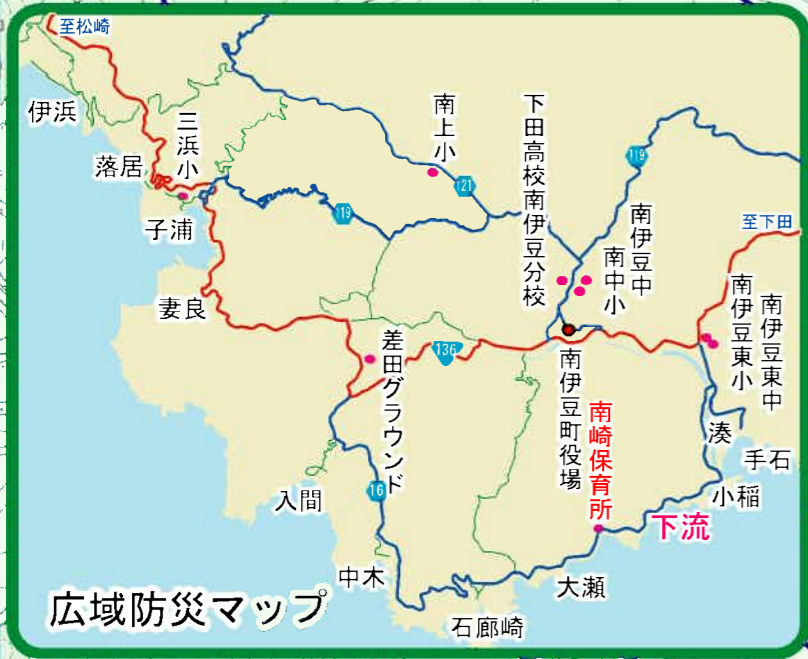 至松崎
伊浜
落居
三浜小
子浦
妻良
119
南上小
121
下田高校南伊豆分校
119
南伊豆中
南中小
至下田
南伊豆東小
南伊豆東中
差田グラウンド
136
南伊豆町役場
南崎保育所
湊
手石
小稲
下流
入間
16
中木
大瀬
石廊崎
広域防災マップ